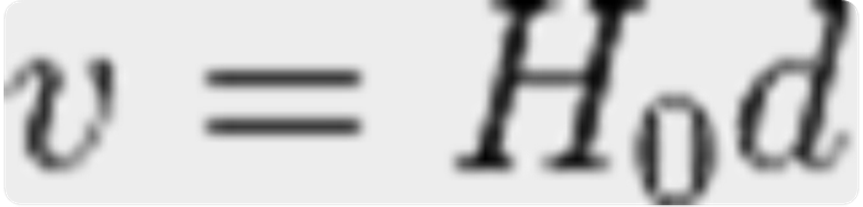 v = H₀d